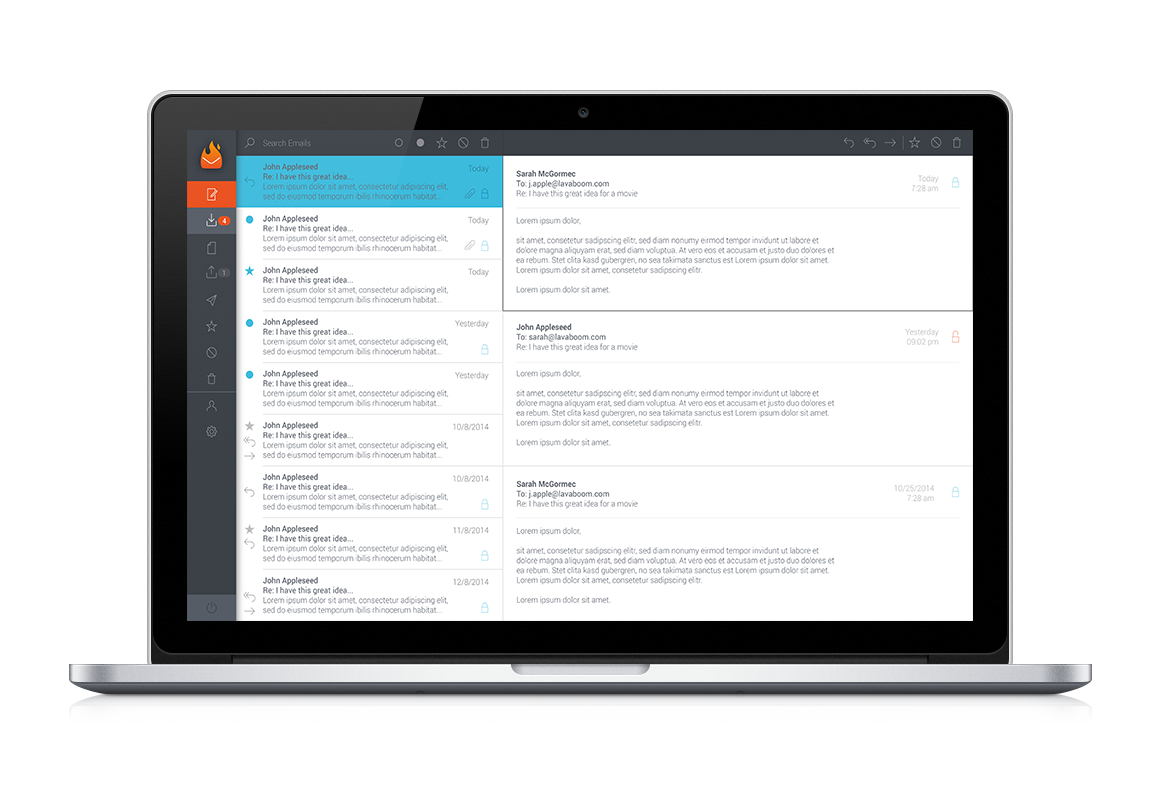 Search Emails
4
1
John Appleseed
Today
Re: I have this great idea...
Lorem ipsum dolor sit amet, consectetur adipiscing elit,
sed do eiusmod temporum ibilis rhinocerum habitat...
John Appleseed
Today
Re: I have this great idea...
Lorem ipsum dolor sit amet, consectetur adipiscing elit,
sed do eiusmod temporum ibilis rhinocerum habitat...
John Appleseed
Today
Re: I have this great idea...
Lorem ipsum dolor sit amet, consectetur adipiscing elit,
sed do eiusmod temporum ibilis rhinocerum habitat...
John Appleseed
Yesterday
Re: I have this great idea...
Lorem ipsum dolor sit amet, consectetur adipiscing elit,
sed do eiusmod temporum ibilis rhinocerum habitat...
John Appleseed
Yesterday
Re: I have this great idea...
Lorem ipsum dolor sit amet, consectetur adipiscing elit,
sed do eiusmod temporum ibilis rhinocerum habitat...
John Appleseed
10/8/2014
Re: I have this great idea...
Lorem ipsum dolor sit amet, consectetur adipiscing elit,
sed do eiusmod temporum ibilis rhinocerum habitat...
John Appleseed
10/8/2014
Re: I have this great idea...
Lorem ipsum dolor sit amet, consectetur adipiscing elit,
sed do eiusmod temporum ibilis rhinocerum habitat...
John Appleseed
11/8/2014
Re: I have this great idea...
Lorem ipsum dolor sit amet, consectetur adipiscing elit,
sed do eiusmod temporum ibilis rhinocerum habitat...
John Appleseed
12/8/2014
Re: I have this great idea...
Lorem ipsum dolor sit amet, consectetur adipiscing elit,
sed do eiusmod temporum ibilis rhinocerum habitat...
Sarah McGormec
To: j.apple@lavaboom.com
Re: I have this great idea for a movie
Today
7:28 am
Lorem ipsum dolor,
sit amet, consetetur sadipscing elitr, sed diam nonumy eirmod tempor invidunt ut labore et
dolore magna aliquyam erat, sed diam voluptua. At vero eos et accusam et justo duo dolores et
ea rebum. Stet clita kasd gubergren, no sea takimata sanctus est Lorem ipsum dolor sit amet.
Lorem ipsum dolor sit amet, consetetur sadipscing elitr.
Lorem ipsum dolor sit amet.
John Appleseed
To: sarah@lavaboom.com
Re: I have this great idea for a movie
Yesterday
09:02 pm
Lorem ipsum dolor,
sit amet, consetetur sadipscing elitr, sed diam nonumy eirmod tempor invidunt ut labore et
dolore magna aliquyam erat, sed diam voluptua. At vero eos et accusam et justo duo dolores et
ea rebum. Stet clita kasd gubergren, no sea takimata sanctus est Lorem ipsum dolor sit amet.
Lorem ipsum dolor sit amet, consetetur sadipscing elitr.
Lorem ipsum dolor sit amet.
Sarah McGormec
To: j.apple@lavaboom.com
Re: I have this great idea for a movie
10/25/2014
7:28 am
Lorem ipsum dolor,
sit amet, consetetur sadipscing elitr, sed diam nonumy eirmod tempor invidunt ut labore et
dolore magna aliquyam erat, sed diam voluptua. At vero eos et accusam et justo duo dolores et
ea rebum. Stet clita kasd gubergren, no sea takimata sanctus est Lorem ipsum dolor sit amet.
Lorem ipsum dolor sit amet, consetetur sadipscing elitr.
Lorem ipsum dolor sit amet.